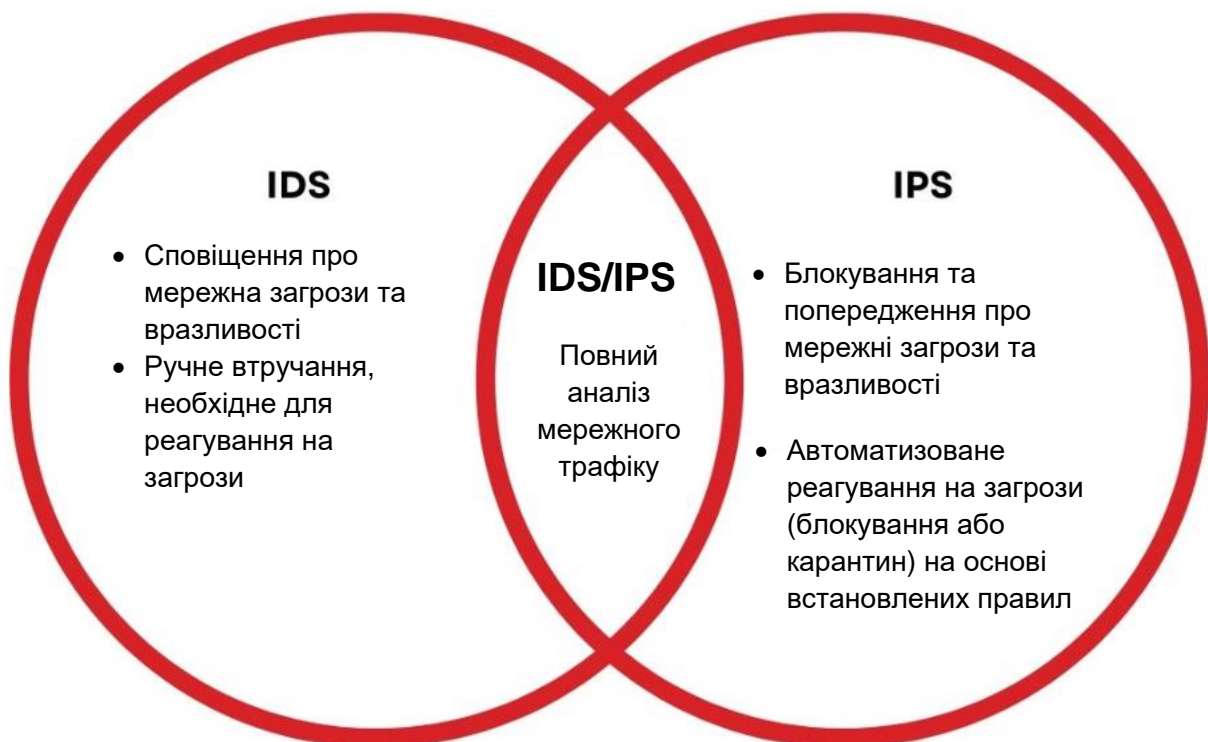 IDS
Сповіщення про
мережна загрози та
вразливості
Ручне втручання,
необхідне для
реагування на
загрози
IDS/IPS
Повний
аналіз
мережного
трафіку
IPS
Блокування та
попередження про
мережні загрози та
вразливості
Автоматизоване
реагування на загрози
(блокування або
карантин) на основі
встановлених правил